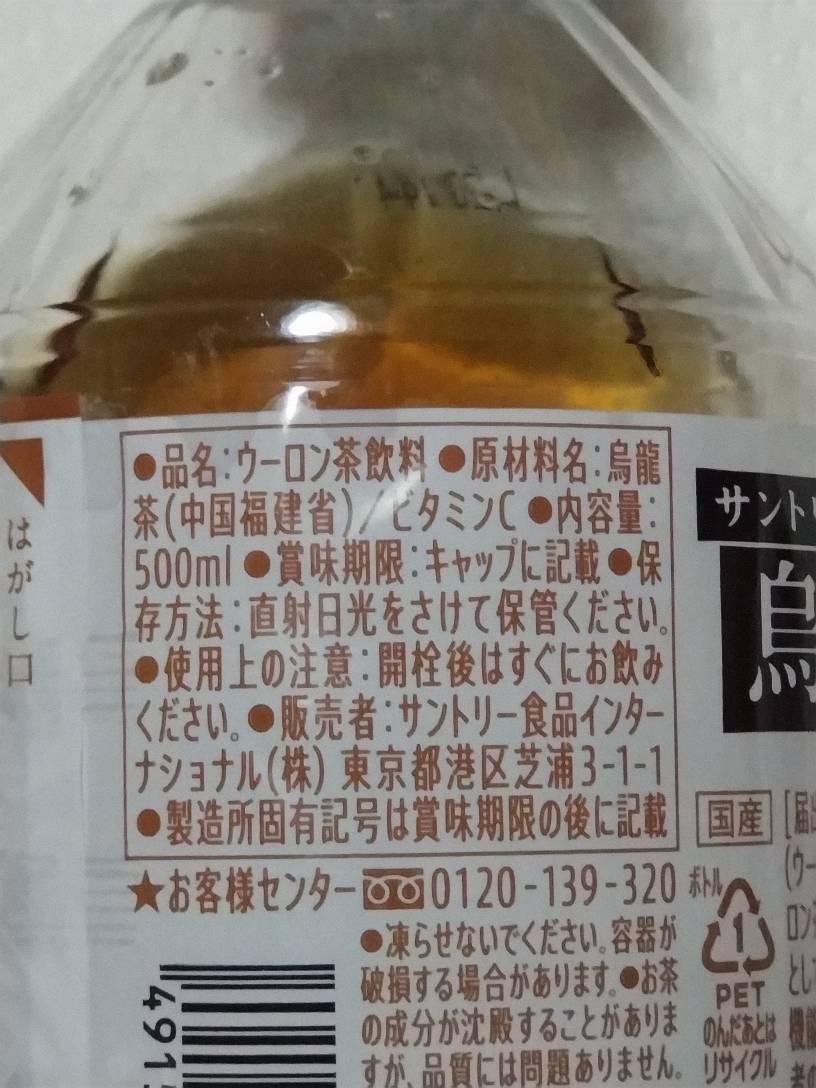 ●品名:ウーロン茶飲料 ●原材料名:烏龍
茶(中国福建省)/ビタミンC ●内容量:
500ml ●賞味期限:キャップに記載 ●保
存方法:直射日光をさけて保管ください。
●使用上の注意:開栓後はすぐにお飲み
ください。●販売者:サントリー食品インター
ナショナル(株) 東京都港区芝浦3-1-1
●製造所固有記号は賞味期限の後に記載
★お客様センター 0120-139-320
●凍らせないでください。容器が
破損する場合があります。●お茶
の成分が沈殿することがありま
すが、品質には問題ありません。
はがし口
サント
烏
国産
ボトル
1
PET
のんだあとは
リサイクル
491